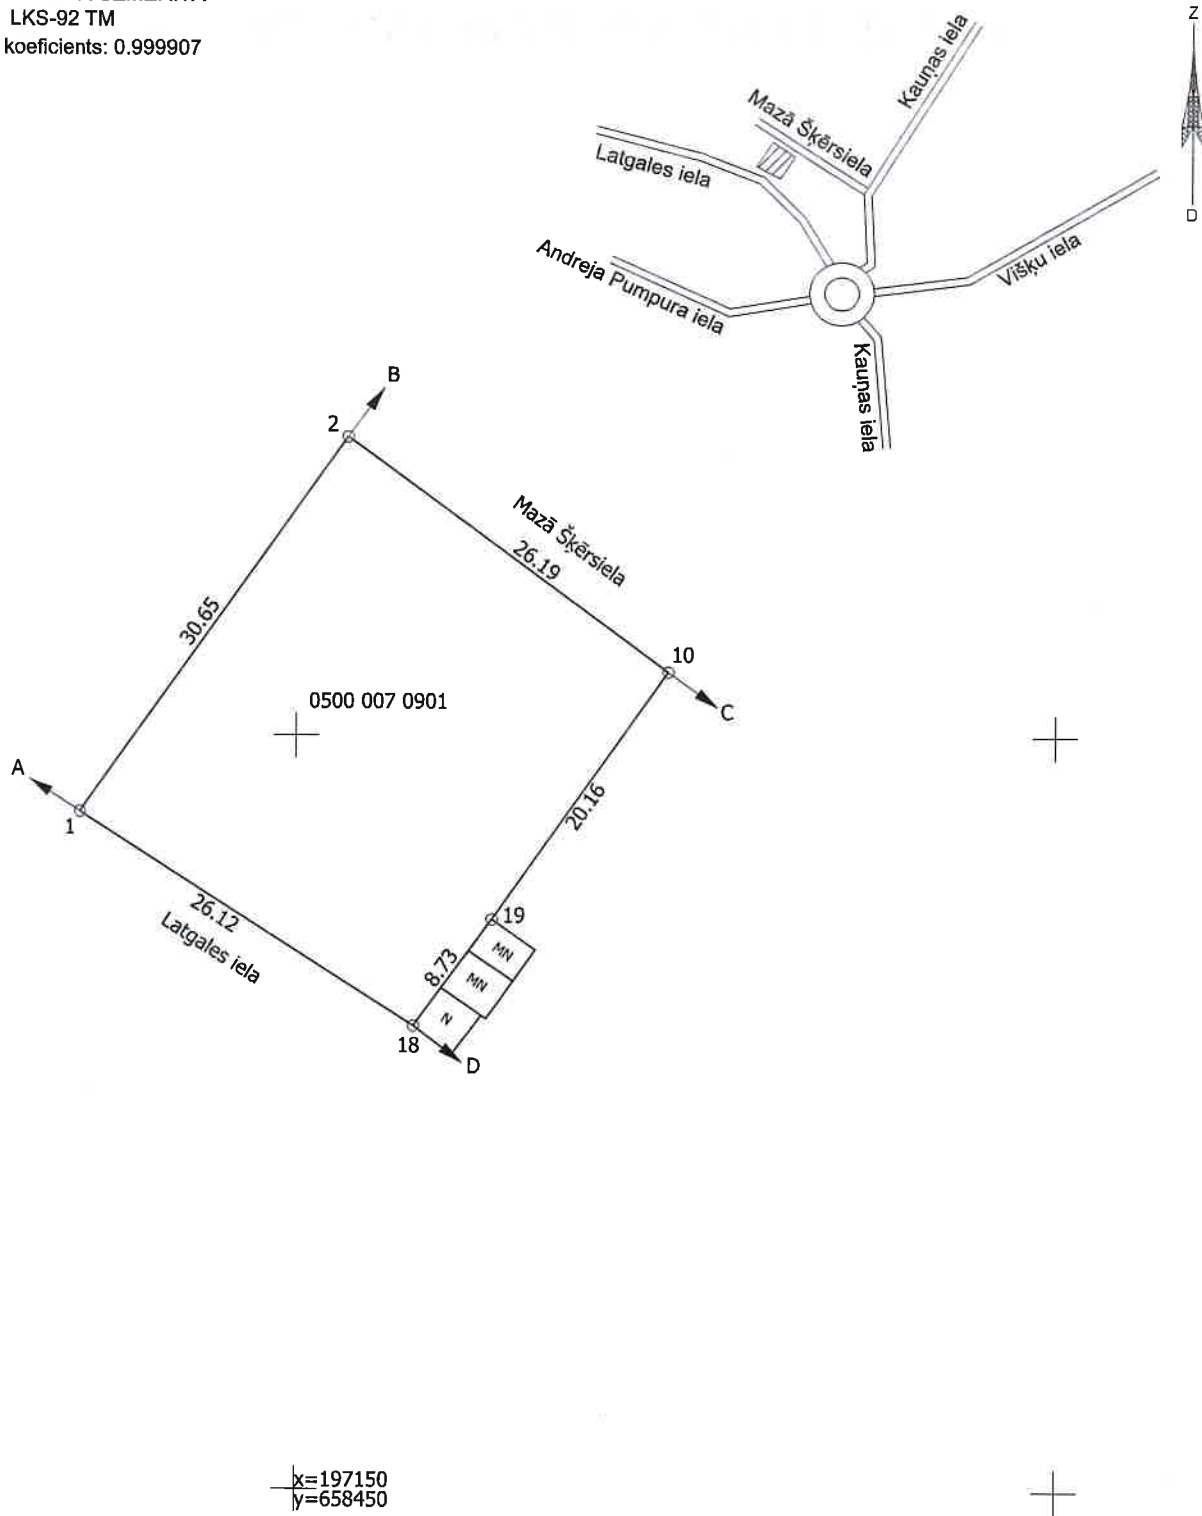 LKS-92 TM
koeficients: 0.999907
Z
D
Kauņas iela
Mazā Šķērsiela
Latgales iela
Andreja Pumpura iela
Višķu iela
Kauņas iela
B
2
Mazā Šķērsiela
26.19
30.65
10
C
0500 007 0901
A
1
20.16
26.12
Latgales iela
19
8.73
MN
MN
N
18
D
x=197150
y=658450